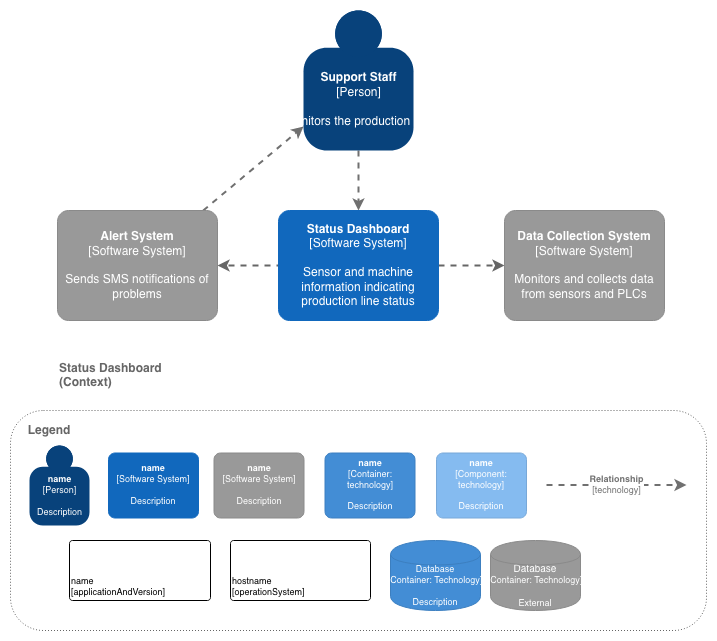 Support Staff
[Person]
nitors the production
Alert System
[Software System]
Sends SMS notifications of
problems
Status Dashboard
[Software System]
Sensor and machine
information indicating
production line status
Data Collection System
[Software System]
Monitors and collects data
from sensors and PLCs
Status Dashboard
(Context)
Legend
name
[Person]
Description
name
[Software System]
Description
name
[Software System]
Description
name
[Container:
technology]
Description
name
[Component:
technology]
Description
Relationship
[technology]
name
[applicationAndVersion]
hostname
[operationSystem]
Database
Container: Technology]
Description
Database
Container: Technology]
External